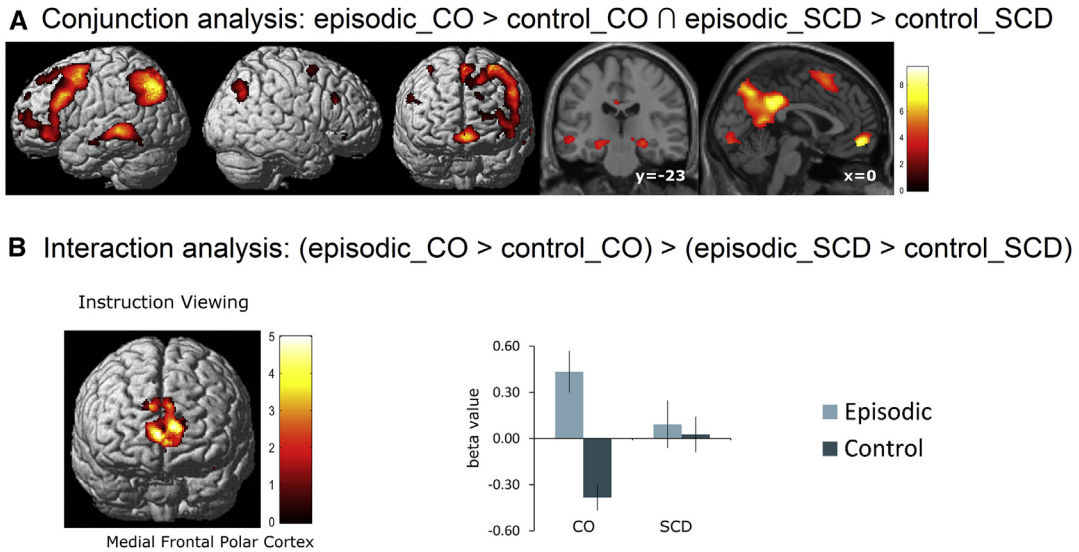 A Conjunction analysis: episodic_CO > control_CO ∩ episodic_SCD > control_SCD
8
6
4
2
0
y=-23
x=0
B Interaction analysis: (episodic_CO > control_CO) > (episodic_SCD > control_SCD)
Instruction Viewing
5
4
3
2
1
0
Medial Frontal Polar Cortex
beta value
0.60
0.30
0.00
-0.30
-0.60
CO SCD
Episodic
Control